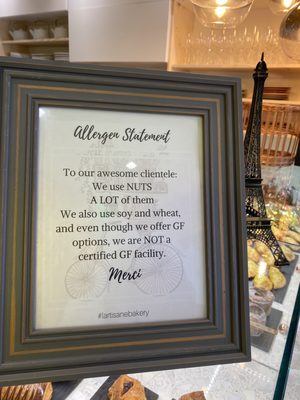 Allergen Statement
To our awesome clientele:
We use NUTS
A LOT of them
We also use soy and wheat,
and even though we offer GF
options, we are NOT a
certified GF facility.
Merci
#lartisanebakery